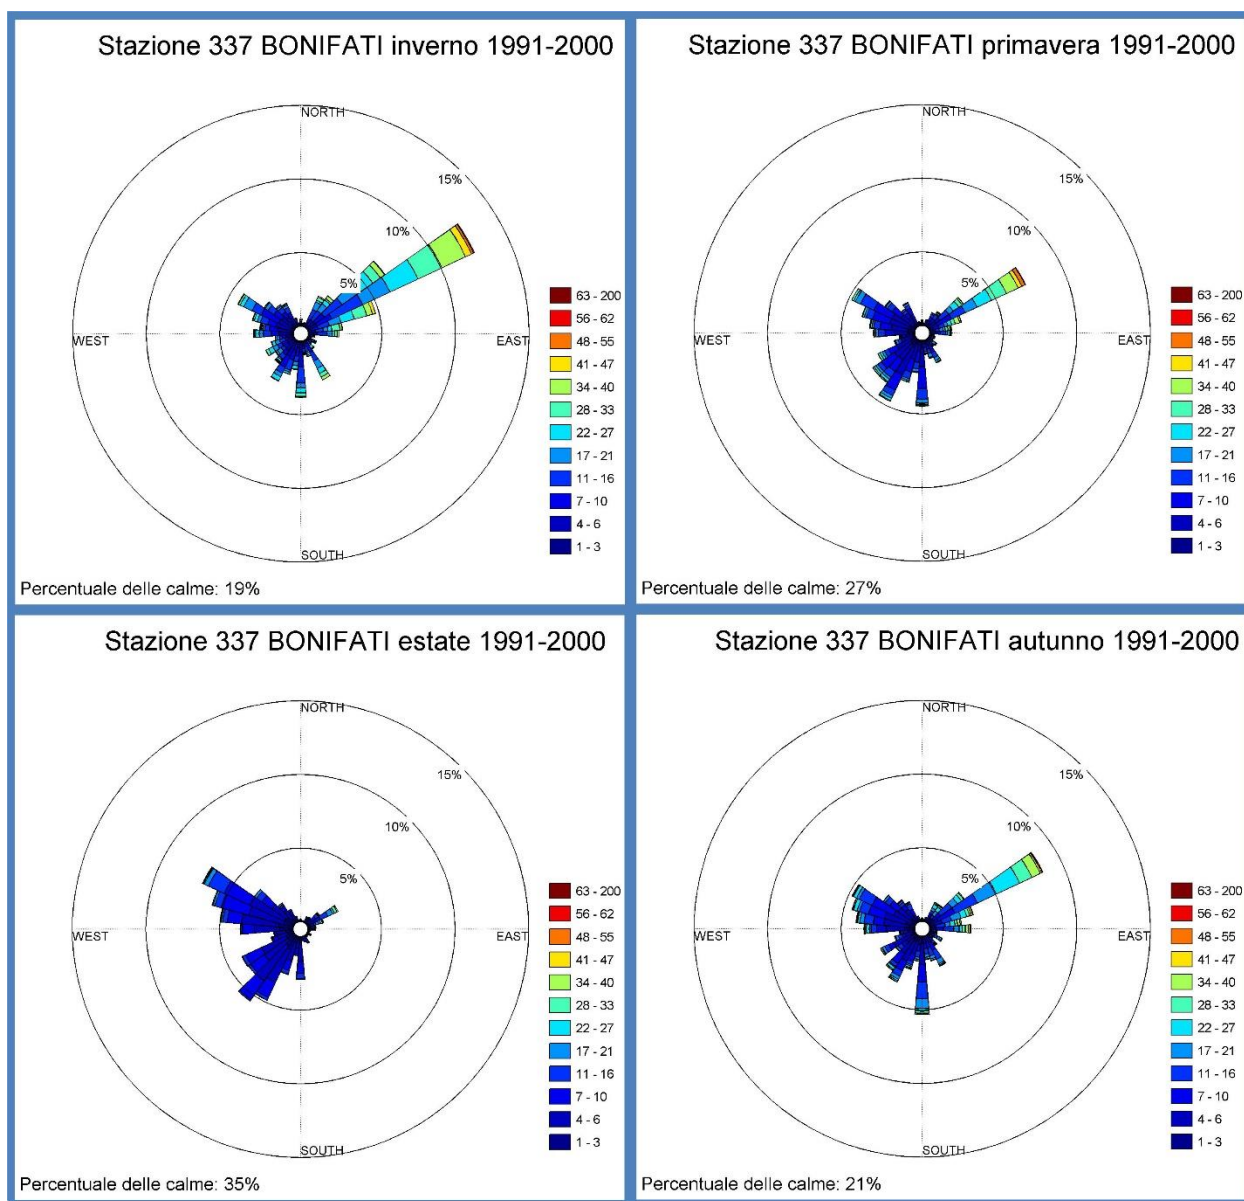 Stazione 337 BONIFATI inverno 1991-2000
NORTH
15%
10%
5%
WEST
EAST
SOUTH
63 - 200
56 - 62
48 - 55
41 - 47
34 - 40
28 - 33
22 - 27
17 - 21
11 - 16
7 - 10
4 - 6
1 - 3
Percentuale delle calme: 19%
Stazione 337 BONIFATI primavera 1991-2000
NORTH
15%
10%
5%
WEST
EAST
SOUTH
63 - 200
56 - 62
48 - 55
41 - 47
34 - 40
28 - 33
22 - 27
17 - 21
11 - 16
7 - 10
4 - 6
1 - 3
Percentuale delle calme: 27%
Stazione 337 BONIFATI estate 1991-2000
NORTH
15%
10%
5%
WEST
EAST
SOUTH
63 - 200
56 - 62
48 - 55
41 - 47
34 - 40
28 - 33
22 - 27
17 - 21
11 - 16
7 - 10
4 - 6
1 - 3
Percentuale delle calme: 35%
Stazione 337 BONIFATI autunno 1991-2000
NORTH
15%
10%
5%
WEST
EAST
SOUTH
63 - 200
56 - 62
48 - 55
41 - 47
34 - 40
28 - 33
22 - 27
17 - 21
11 - 16
7 - 10
4 - 6
1 - 3
Percentuale delle calme: 21%